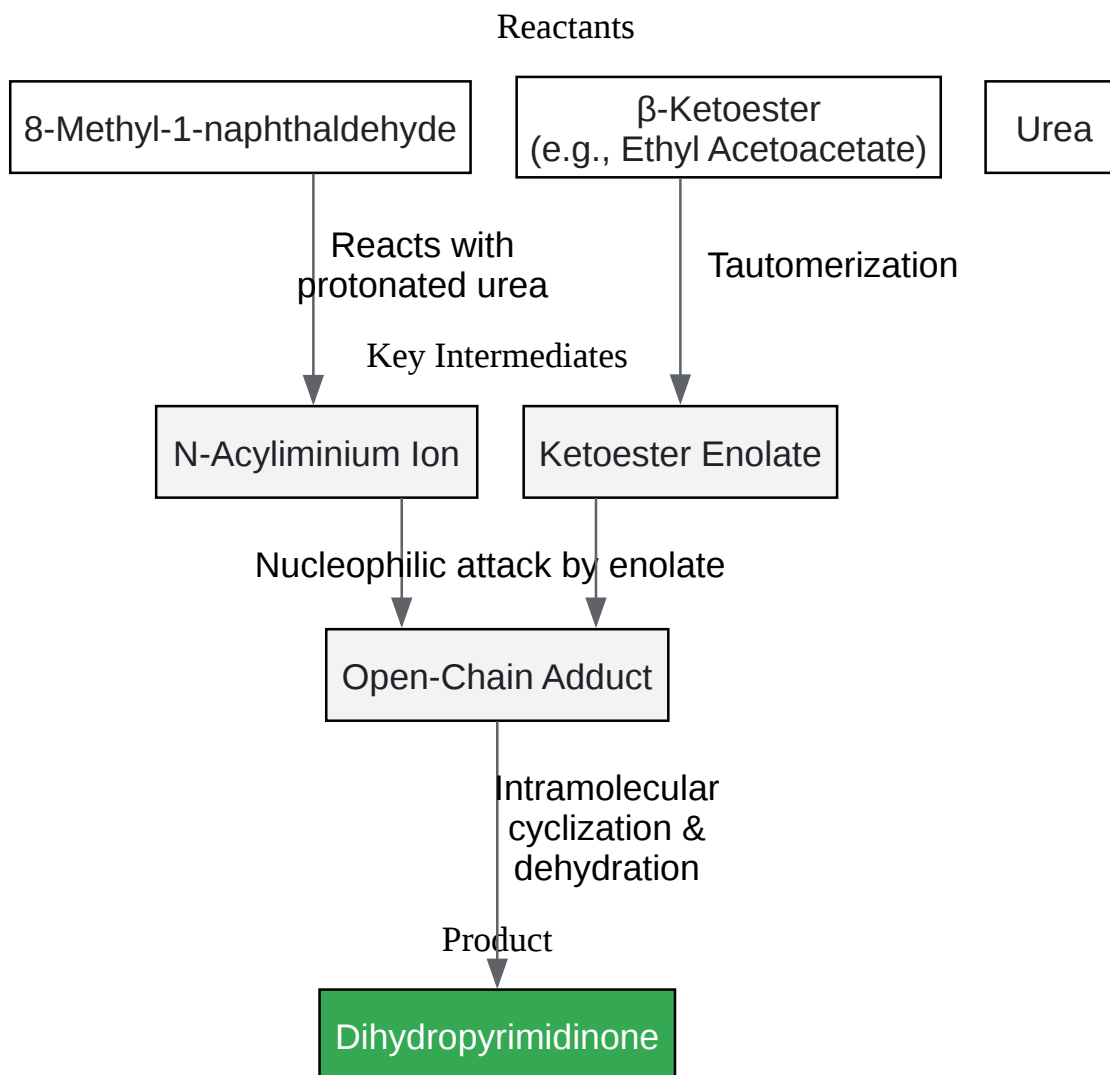 Reactants
8-Methyl-1-naphthaldehyde
β-Ketoester
(e.g., Ethyl Acetoacetate)
Urea
Reacts with
protonated urea
Tautomerization
Key Intermediates
N-Acyliminium Ion
Ketoester Enolate
Nucleophilic attack by enolate
Open-Chain Adduct
Intramolecular
cyclization &
dehydration
Product
Dihydropyrimidinone